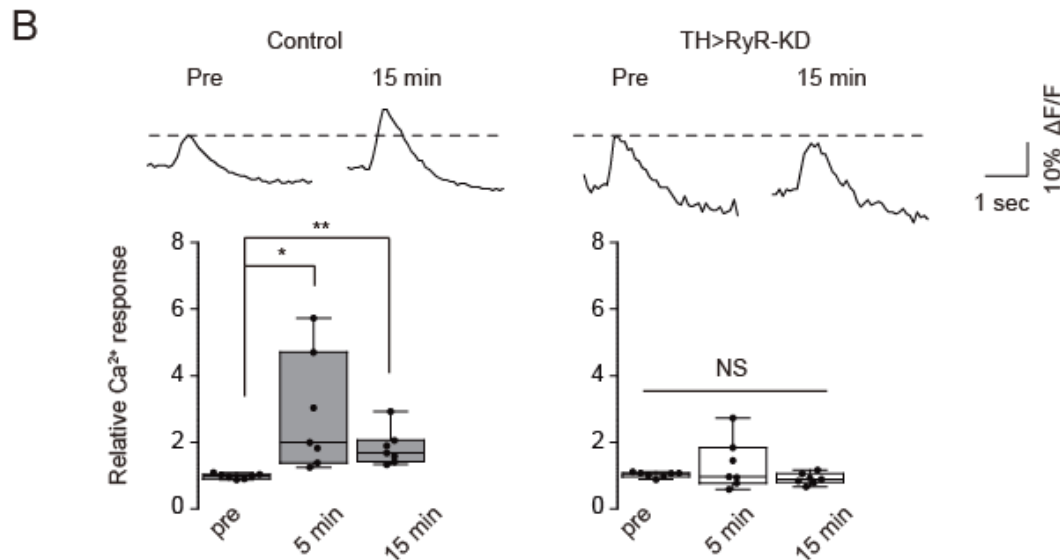 B
Control
TH>RyR-KD
Pre
15 min
Pre
15 min
10% ΔF/F
1 sec
Relative Ca²⁺ response
8
6
4
2
0
*
**
pre
5 min
15 min
8
6
4
2
0
NS
pre
5 min
15 min